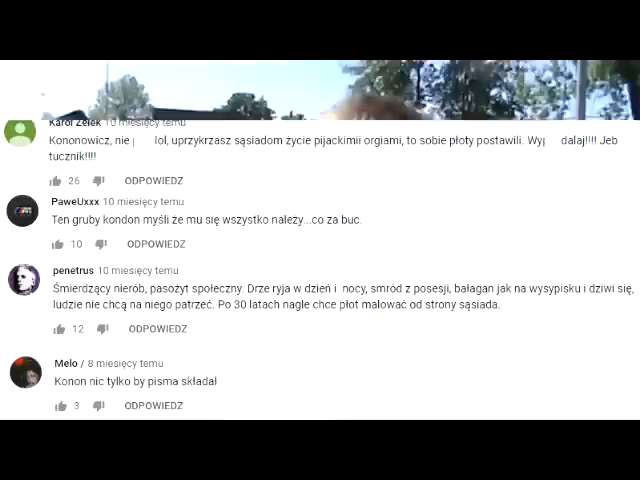 Karol Zełek 10 miesięcy temu
Kononowicz, nie p lol, uprzykrzasz sąsiadom życie pijackimii orgiami, to sobie płoty postawili. Wyp dalaj!!!! Jeb
tucznik!!!!
26 ODPOWIEDZ
PaweUxxx 10 miesięcy temu
Ten gruby kondon myśli ze mu się wszystko należy...co za buc.
10 ODPOWIEDZ
penetrus 10 miesięcy temu
Śmierdzący nierób, pasożyt społeczny. Drze ryja w dzień i nocy, smród z posesji, bałagan jak na wysypisku i dziwi się,
ludzie nie chcą na niego patrzeć. Po 30 latach nagle chce płot malować od strony sąsiada.
12 ODPOWIEDZ
Melo / 8 miesięcy temu
Konon nic tylko by pisma składał
3 ODPOWIEDZ